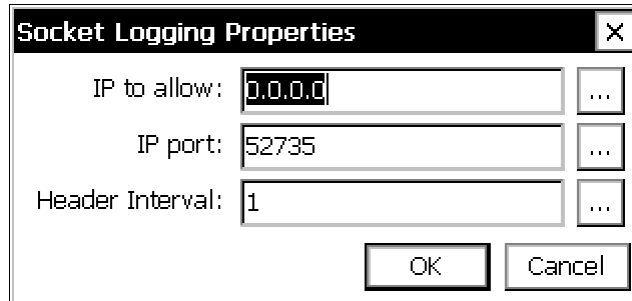 Socket Logging Properties
IP to allow: 0.0.0.0 ...
IP port: 52735 ...
Header Interval: 1 ...
OK Cancel